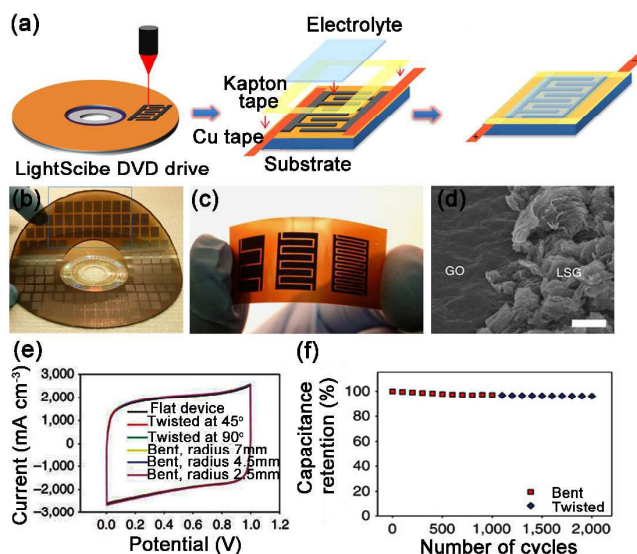 (a)
Electrolyte
Kapton
tape
Cu tape
LightScibe DVD drive
Substrate
− +
(b)
(c)
(d)
GO
LSG
(e)
Current (mA cm⁻³)
3,000
2,000
1,000
0
−1,000
−2,000
−3,000
Flat device
Twisted at 45°
Twisted at 90°
Bent, radius 7mm
Bent, radius 4.5mm
Bent, radius 2.5mm
0.0 0.2 0.4 0.6 0.8 1.0 1.2
Potential (V)
(f)
Capacitance
retention (%)
100
80
60
40
20
0
Bent
Twisted
0 500 1,000 1,500 2,000
Number of cycles